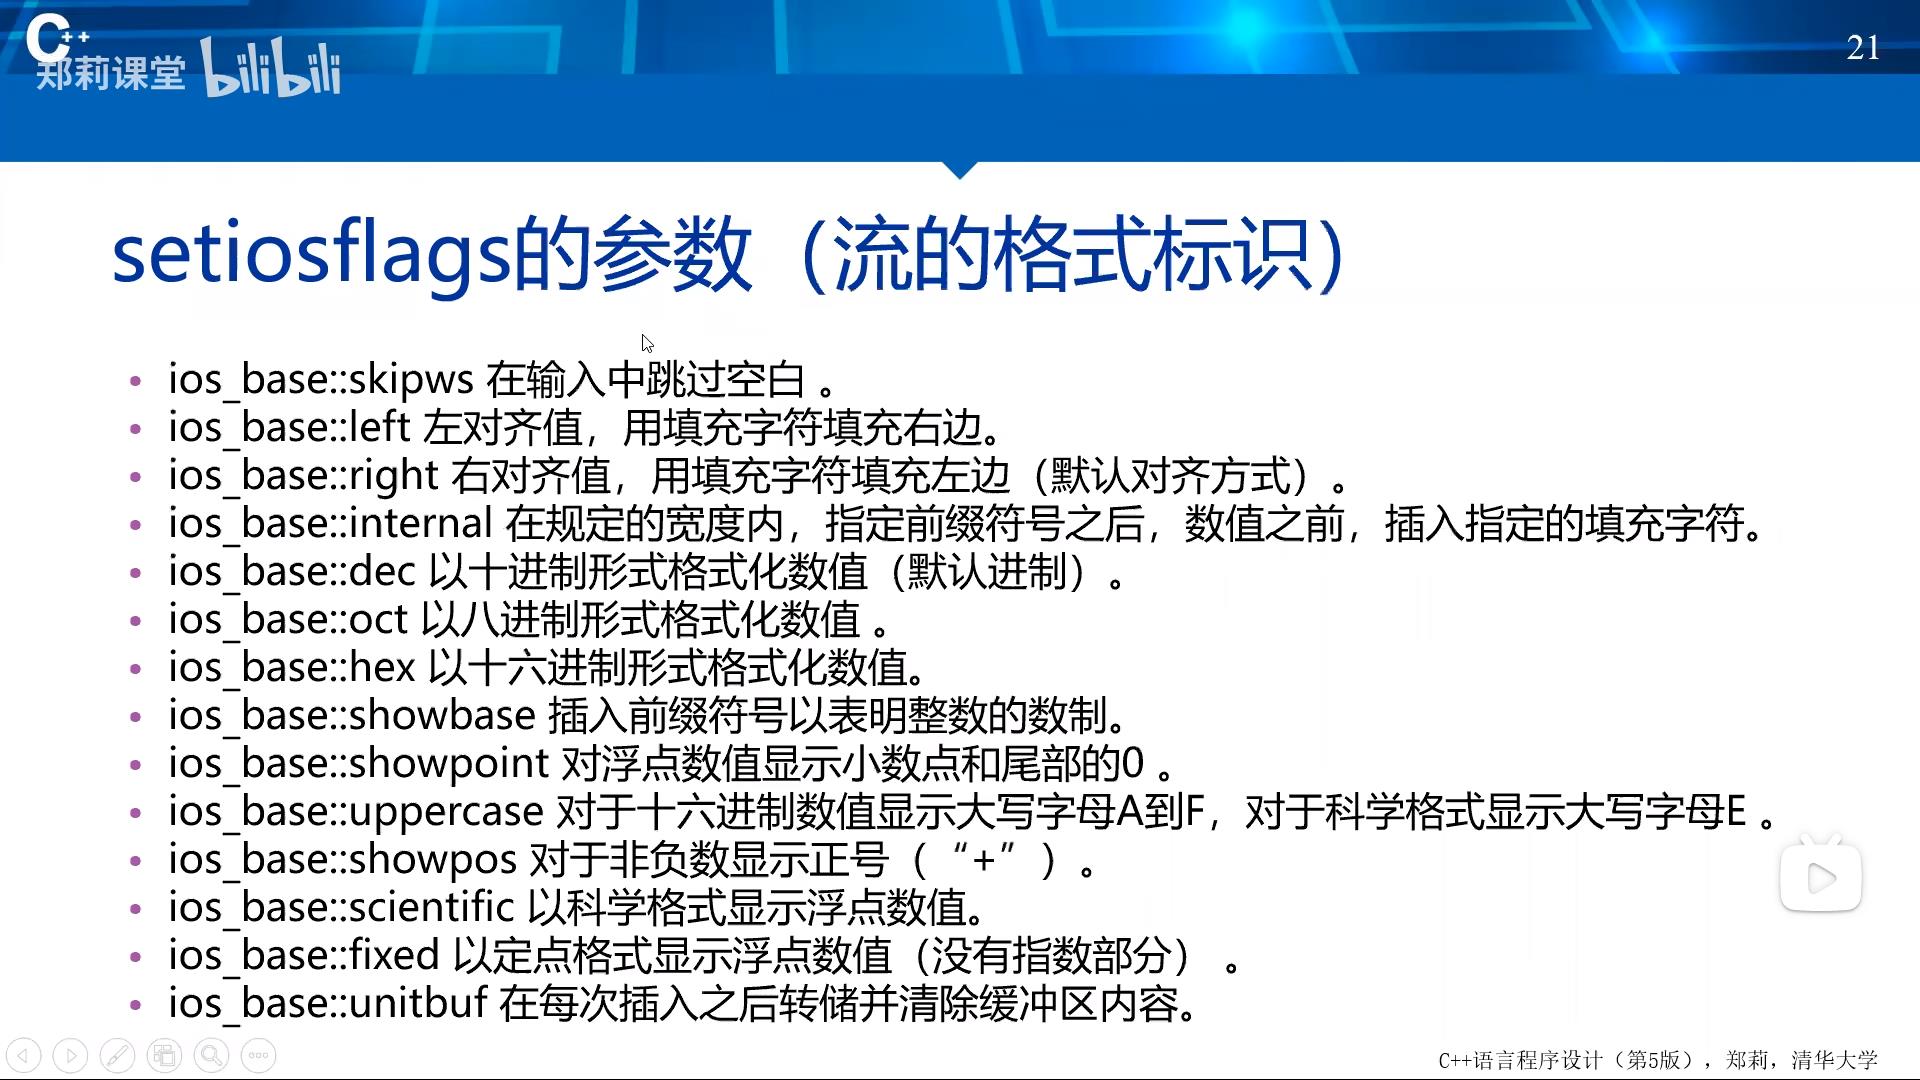 C++
21
郑莉课堂 bilibili
setiosflags的参数（流的格式标识）
• ios_base::skipws 在输入中跳过空白 。
• ios_base::left 左对齐值，用填充字符填充右边。
• ios_base::right 右对齐值，用填充字符填充左边（默认对齐方式）。
• ios_base::internal 在规定的宽度内，指定前缀符号之后，数值之前，插入指定的填充字符。
• ios_base::dec 以十进制形式格式化数值（默认进制）。
• ios_base::oct 以八进制形式格式化数值 。
• ios_base::hex 以十六进制形式格式化数值。
• ios_base::showbase 插入前缀符号以表明整数的数制。
• ios_base::showpoint 对浮点数值显示小数点和尾部的0 。
• ios_base::uppercase 对于十六进制数值显示大写字母A到F，对于科学格式显示大写字母E 。
• ios_base::showpos 对于非负数显示正号（“+”）。
• ios_base::scientific 以科学格式显示浮点数值。
• ios_base::fixed 以定点格式显示浮点数值（没有指数部分） 。
• ios_base::unitbuf 在每次插入之后转储并清除缓冲区内容。
C++语言程序设计（第5版），郑莉，清华大学